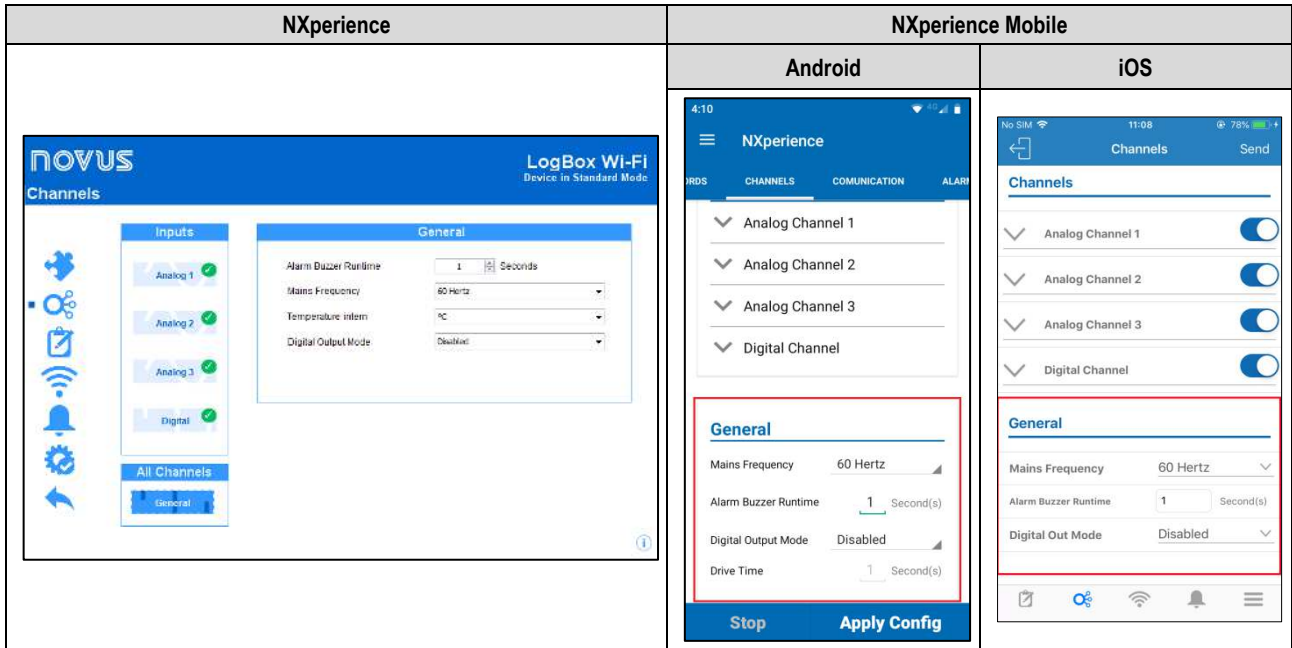 NXperience
NXperience Mobile
Android
iOS
novus
LogBox Wi-Fi
Device in Standard Mode
Channels
Inputs
Analog 1
Analog 2
Analog 3
Digital
All Channels
General
General
Alarm Buzzer Runtime 1 Seconds
Mains Frequency 60 Hertz
Temperature intern ºC
Digital Output Mode Disabled
4:10 4G
NXperience
RDS CHANNELS COMUNICATION ALAR
Analog Channel 1
Analog Channel 2
Analog Channel 3
Digital Channel
General
Mains Frequency 60 Hertz
Alarm Buzzer Runtime 1 Second(s)
Digital Output Mode Disabled
Drive Time 1 Second(s)
Stop Apply Config
No SIM 11:08 78%
Channels Send
Channels
Analog Channel 1
Analog Channel 2
Analog Channel 3
Digital Channel
General
Mains Frequency 60 Hertz
Alarm Buzzer Runtime 1 Second(s)
Digital Out Mode Disabled